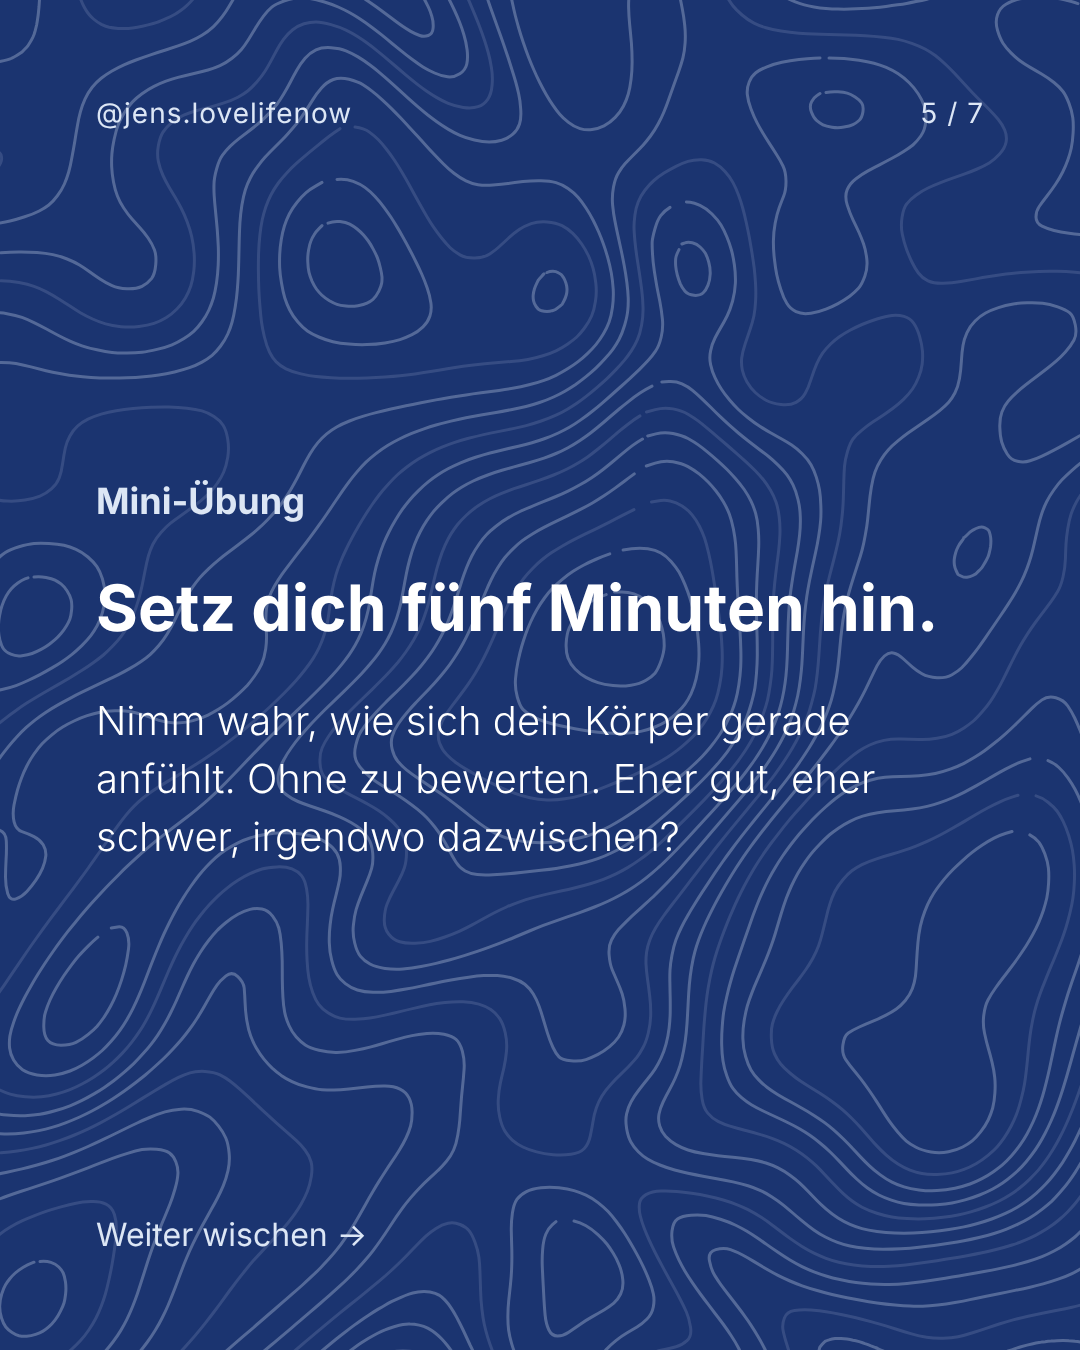 @jens.lovelifenow
5 / 7
Mini-Übung
Setz dich fünf Minuten hin.
Nimm wahr, wie sich dein Körper gerade
anfühlt. Ohne zu bewerten. Eher gut, eher
schwer, irgendwo dazwischen?
Weiter wischen →